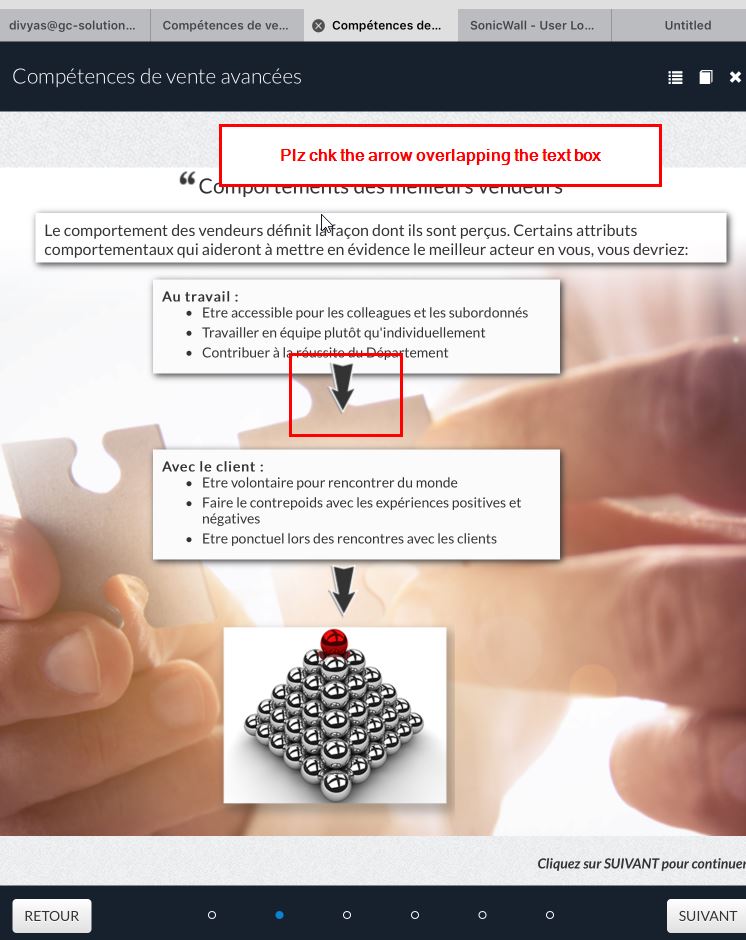 divyas@gc-solution...
Compétences de ve...
Compétences de...
SonicWall - User Lo...
Untitled
Compétences de vente avancées
Plz chk the arrow overlapping the text box
❝ Comportements des meilleurs vendeurs
Le comportement des vendeurs définit la façon dont ils sont perçus. Certains attributs
comportementaux qui aideront à mettre en évidence le meilleur acteur en vous, vous devriez:
Au travail :
• Etre accessible pour les colleagues et les subordonnés
• Travailler en équipe plutôt qu'individuellement
• Contribuer à la réussite du Département
Avec le client :
• Etre volontaire pour rencontrer du monde
• Faire le contrepoids avec les expériences positives et
négatives
• Etre ponctuel lors des rencontres avec les clients
Cliquez sur SUIVANT pour continuer
RETOUR
SUIVANT